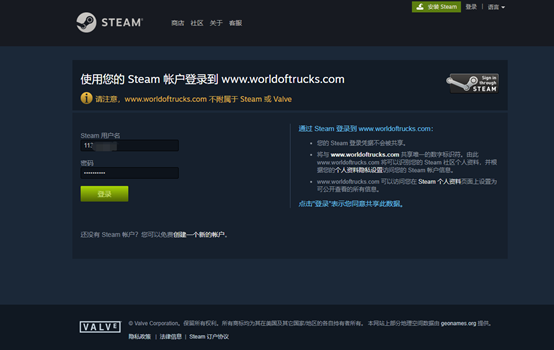 安装 Steam
登录 | 语言
STEAM®
商店 社区 关于 客服
使用您的 Steam 帐户登录到 www.worldoftrucks.com
请注意，www.worldoftrucks.com 不附属于 Steam 或 Valve
Sign in
through
STEAM
Steam 用户名
113
密码
登录
还没有 Steam 帐户？您可以免费创建一个新的帐户。
通过 Steam 登录到 www.worldoftrucks.com：
您的 Steam 登录凭据不会被共享。
将与 www.worldoftrucks.com 共享唯一的数字标识符。由此
www.worldoftrucks.com 将可以识别您的 Steam 社区个人资料，并根
据您的个人资料隐私设置访问您的 Steam 帐户信息。
www.worldoftrucks.com 可以访问您在 Steam 个人资料页面上设置为
可公开查看的所有信息。
点击“登录”表示您同意共享此数据。
VALVE
© Valve Corporation。保留所有权利。所有商标均为其在美国及其它国家/地区的各自持有者所有。 本网站上部分地理空间数据由 geonames.org 提供。
隐私政策 | 法律信息 | Steam 订户协议